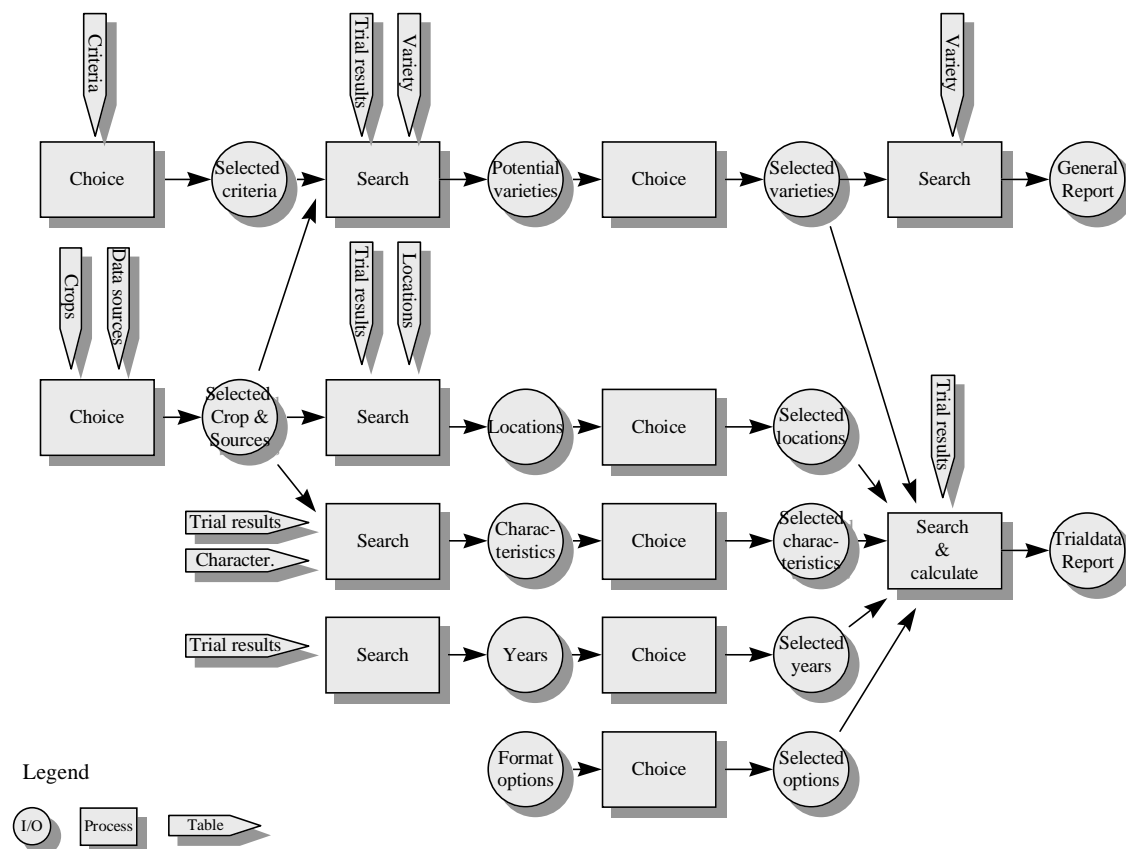 Criteria
Trial results
Variety
Variety
Choice
Selected
criteria
Search
Potential
varieties
Choice
Selected
varieties
Search
General
Report
Crops
Data sources
Trial results
Locations
Choice
Selected
Crop &
Sources
Search
Locations
Choice
Selected
locations
Trial results
Trial results
Character.
Search
Charac-
teristics
Choice
Selected
charac-
teristics
Search
&
calculate
Trialdata
Report
Trial results
Search
Years
Choice
Selected
years
Format
options
Choice
Selected
options
Legend
I/O
Process
Table